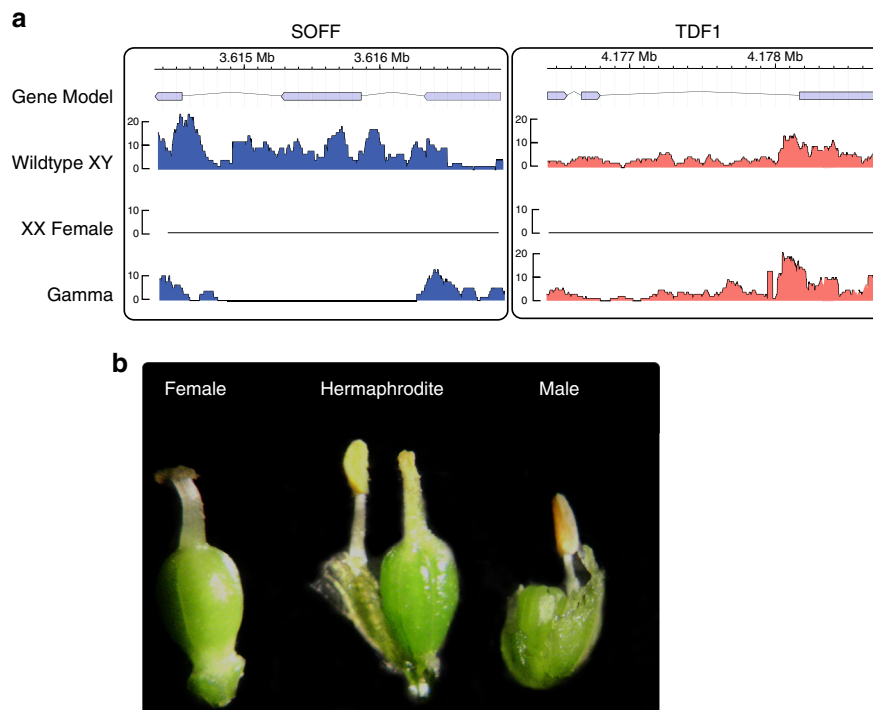 a
SOFF
TDF1
3.615 Mb
3.616 Mb
4.177 Mb
4.178 Mb
Gene Model
20
10
0
20
10
0
Wildtype XY
10
0
10
0
XX Female
10
0
20
10
0
Gamma
b
Female
Hermaphrodite
Male